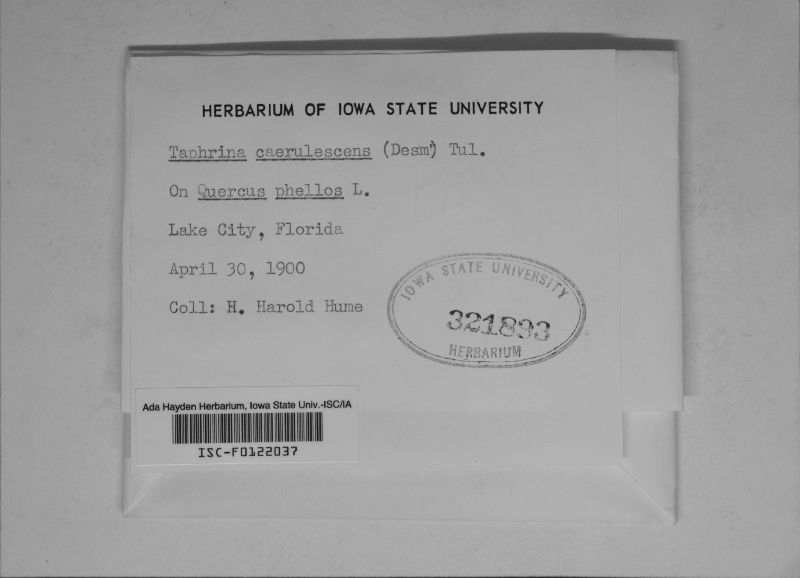 HERBARIUM OF IOWA STATE UNIVERSITY
Taphrina caerulescens (Desm.) Tul.
On Quercus phellos L.
Lake City, Florida
April 30, 1900
Coll: H. Harold Hume
IOWA STATE UNIVERSITY
321893
HERBARIUM
Ada Hayden Herbarium, Iowa State Univ.-ISC/IA
ISC-F0122037